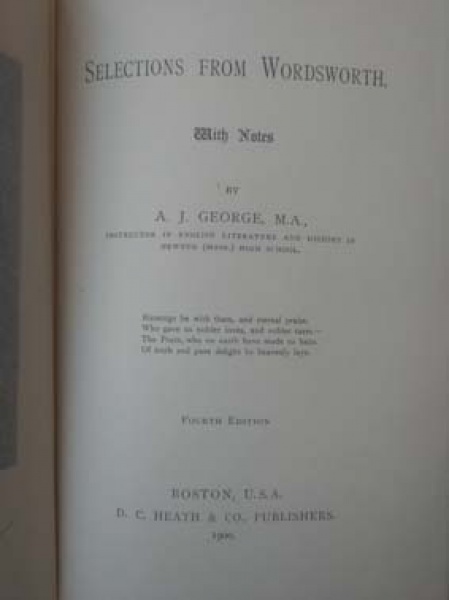 SELECTIONS FROM WORDSWORTH.
With Notes
BY
A. J. GEORGE, M.A.,
INSTRUCTOR IN ENGLISH LITERATURE AND HISTORY IN
NEWTON (MASS.) HIGH SCHOOL.
Blessings be with them, and eternal praise,
Who gave us nobler loves, and nobler cares.—
The Poets, who on earth have made us heirs
Of truth and pure delight by heavenly lays.
FOURTH EDITION
BOSTON, U.S.A.
D. C. HEATH & CO. PUBLISHERS.
1900.